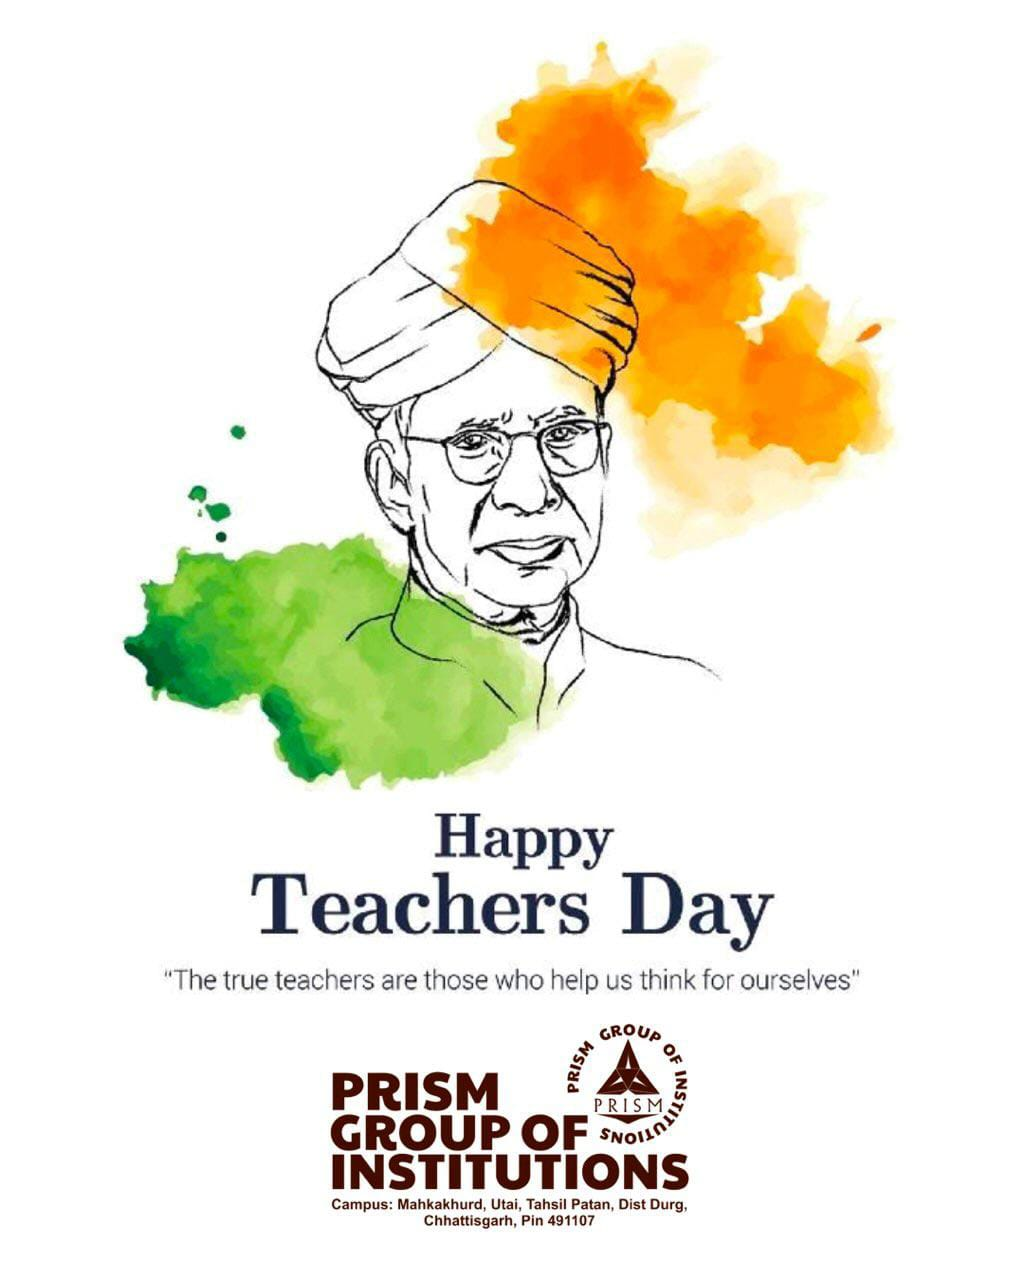 Happy
Teachers Day
"The true teachers are those who help us think for ourselves"
PRISM GROUP OF INSTITUTIONS
PRISM
PRISM
GROUP OF
INSTITUTIONS
Campus: Mahkakhurd, Utai, Tahsil Patan, Dist Durg,
Chhattisgarh, Pin 491107